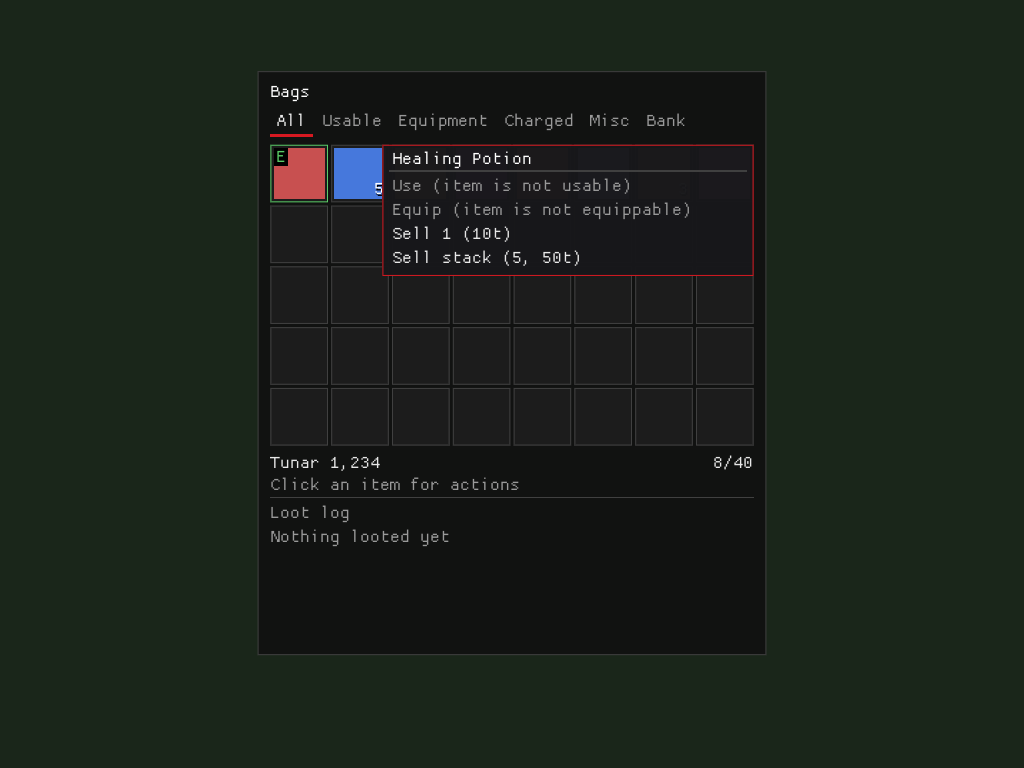 Bags
All Usable Equipment Charged Misc Bank
E
5
Healing Potion
Use (item is not usable)
Equip (item is not equippable)
Sell 1 (10t)
Sell stack (5, 50t)
Tunar 1,234 8/40
Click an item for actions
Loot log
Nothing looted yet